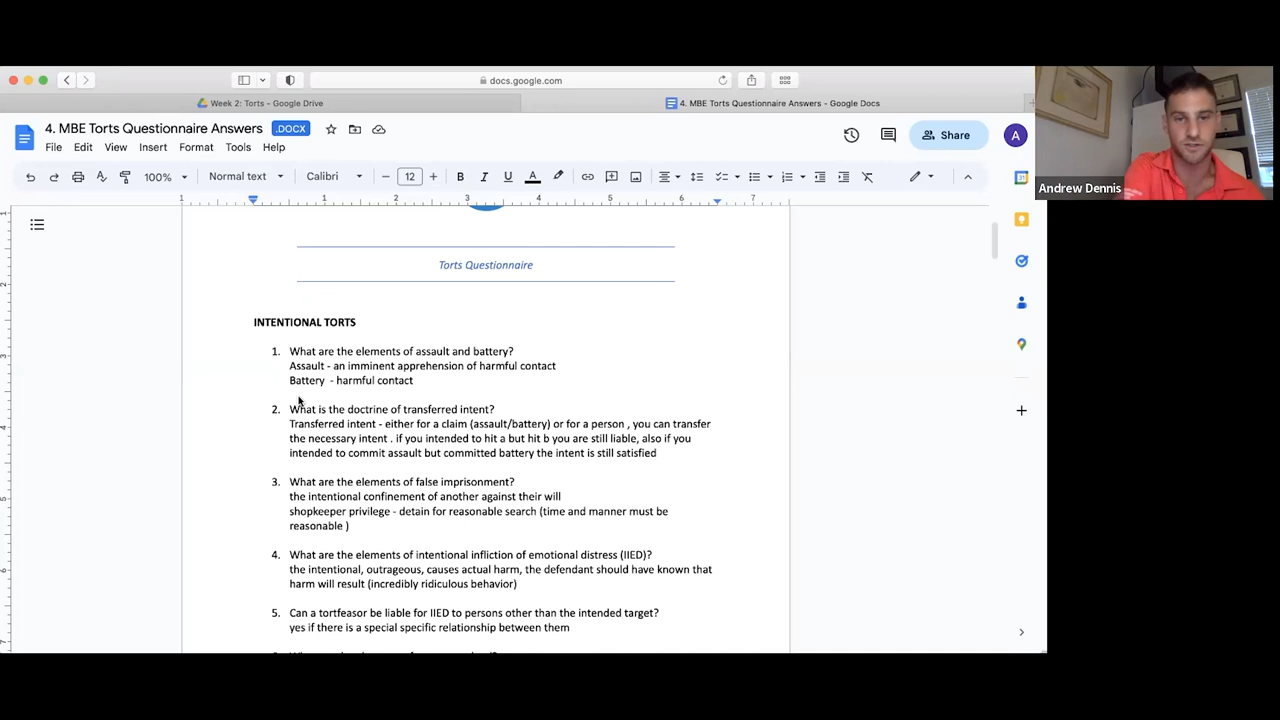 docs.google.com
Week 2: Torts - Google Drive
4. MBE Torts Questionnaire Answers - Google Docs
4. MBE Torts Questionnaire Answers
.DOCX
Share
A
File Edit View Insert Format Tools Help
100% Normal text Calibri 12 B I U A
Andrew Dennis
1 1 2 3 4 5 6 7
Torts Questionnaire
INTENTIONAL TORTS
1. What are the elements of assault and battery?
Assault - an imminent apprehension of harmful contact
Battery - harmful contact
2. What is the doctrine of transferred intent?
Transferred intent - either for a claim (assault/battery) or for a person , you can transfer
the necessary intent . if you intended to hit a but hit b you are still liable, also if you
intended to commit assault but committed battery the intent is still satisfied
3. What are the elements of false imprisonment?
the intentional confinement of another against their will
shopkeeper privilege - detain for reasonable search (time and manner must be
reasonable )
4. What are the elements of intentional infliction of emotional distress (IIED)?
the intentional, outrageous, causes actual harm, the defendant should have known that
harm will result (incredibly ridiculous behavior)
5. Can a tortfeasor be liable for IIED to persons other than the intended target?
yes if there is a special specific relationship between them